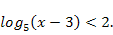 log₅(x − 3) < 2.